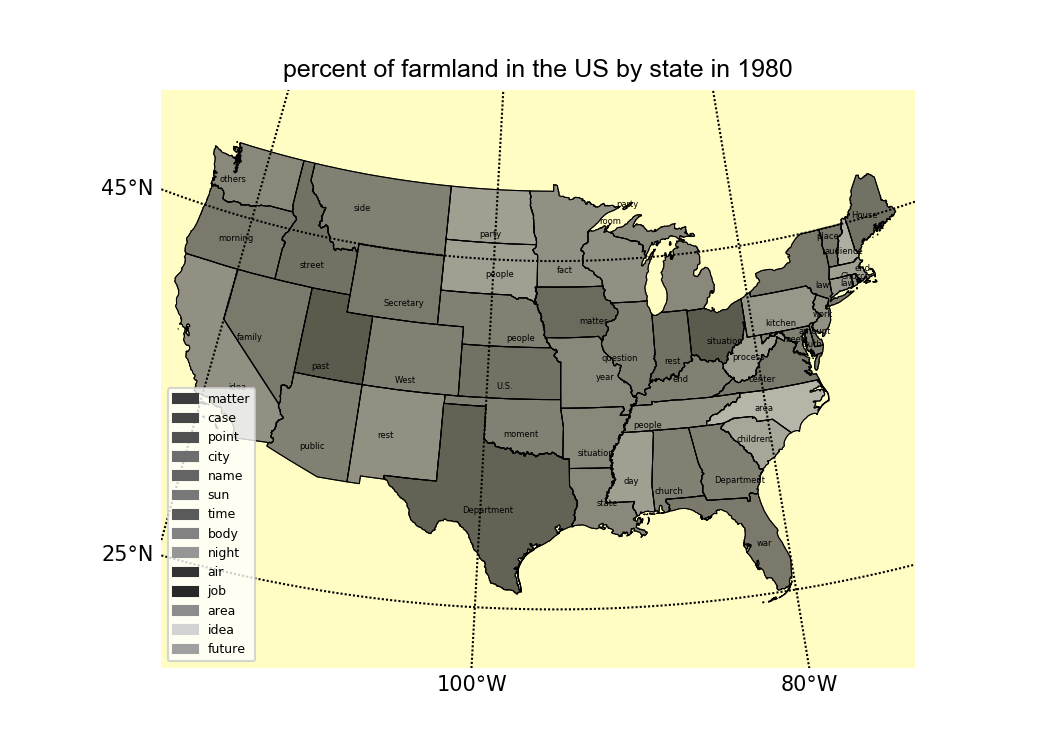 percent of farmland in the US by state in 1980
45°N
25°N
100°W
80°W
others
side
party
room
party
House
place
audience
morning
street
people
fact
end
law
law
Secretary
matter
kitchen
work
family
people
situation
question
process
past
West
U.S.
year
rest
end
center
idea
area
public
rest
moment
situation
people
children
day
church
Department
state
Department
war
matter
case
point
city
name
sun
time
body
night
air
job
area
idea
future